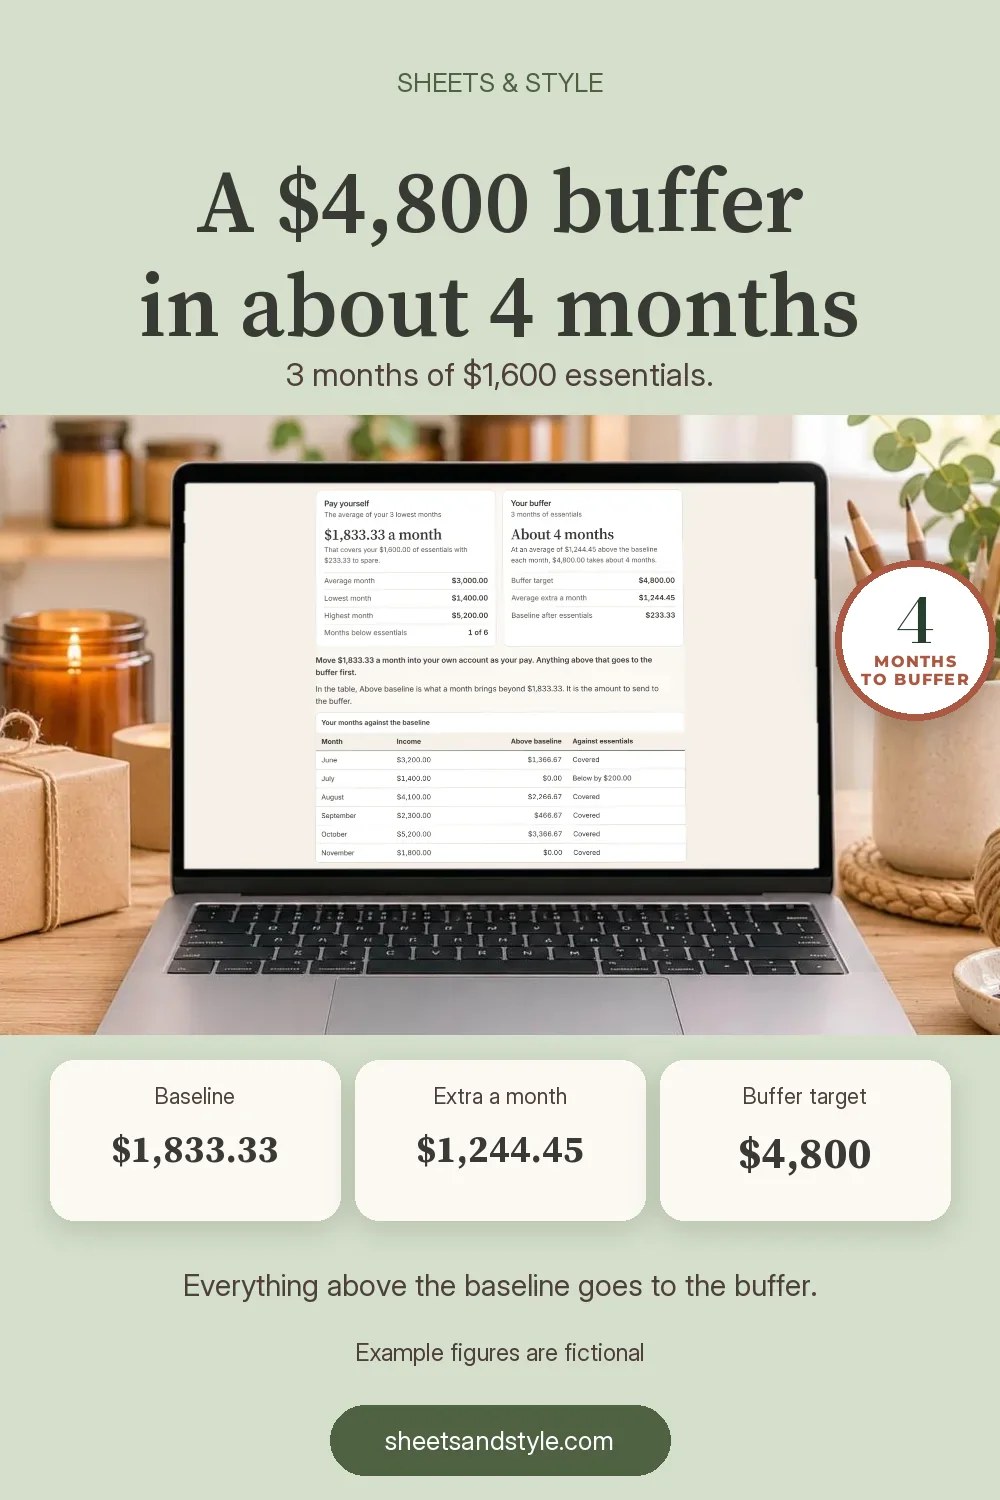 SHEETS & STYLE
A $4,800 buffer
in about 4 months
3 months of $1,600 essentials.
Pay yourself
The average of your 3 lowest months
$1,833.33 a month
That covers your $1,600.00 of essentials with
$233.33 to spare.
Average month $3,000.00
Lowest month $1,400.00
Highest month $5,200.00
Months below essentials 1 of 6
Your buffer
3 months of essentials
About 4 months
At an average of $1,244.45 above the baseline
each month, $4,800.00 takes about 4 months.
Buffer target $4,800.00
Average extra a month $1,244.45
Baseline after essentials $233.33
Move $1,833.33 a month into your own account as your pay. Anything above that goes to the
buffer first.
In the table, Above baseline is what a month brings beyond $1,833.33. It is the amount to send to
the buffer.
Your months against the baseline
Month Income Above baseline Against essentials
June $3,200.00 $1,366.67 Covered
July $1,400.00 $0.00 Below by $200.00
August $4,100.00 $2,266.67 Covered
September $2,300.00 $466.67 Covered
October $5,200.00 $3,366.67 Covered
November $1,800.00 $0.00 Covered
4
MONTHS
TO BUFFER
Baseline
$1,833.33
Extra a month
$1,244.45
Buffer target
$4,800
Everything above the baseline goes to the buffer.
Example figures are fictional
sheetsandstyle.com